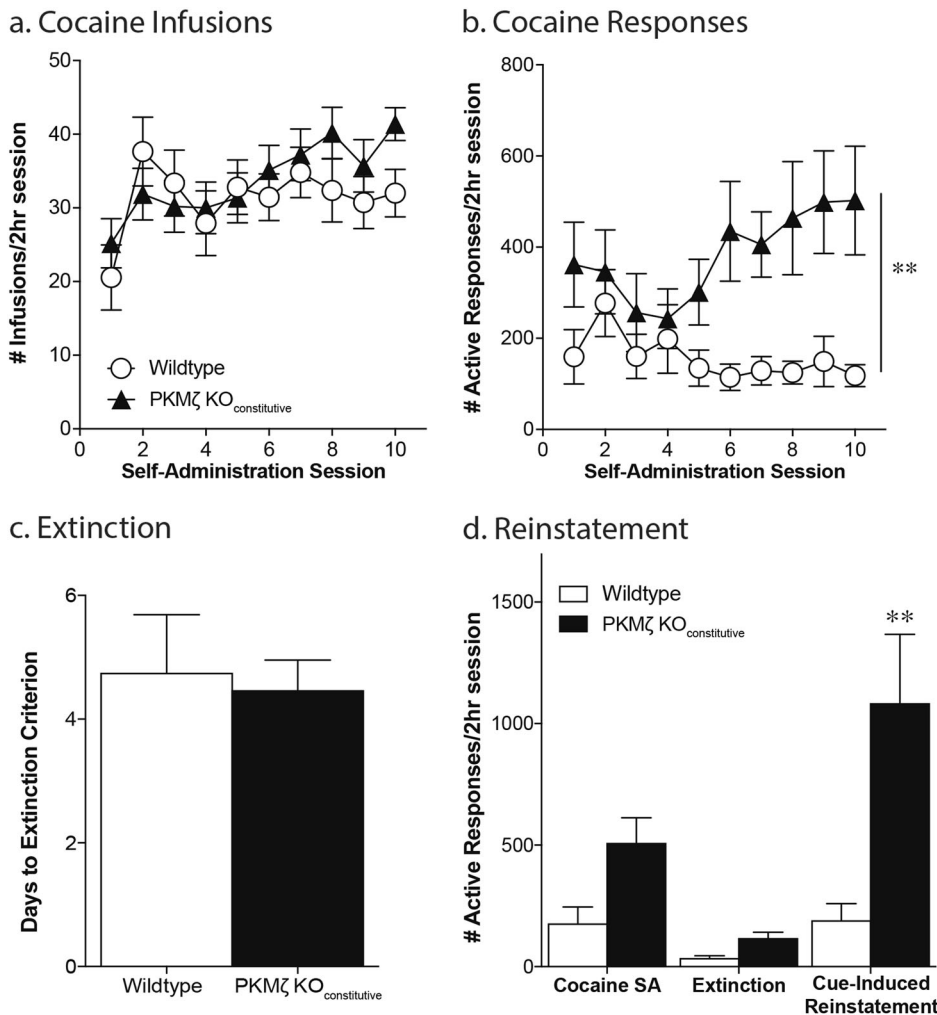 a. Cocaine Infusions
# Infusions/2hr session
50
40
30
20
10
0
Wildtype
PKMζ KOconstitutive
0 2 4 6 8 10
Self-Administration Session
b. Cocaine Responses
# Active Responses/2hr session
800
600
400
200
0
**
0 2 4 6 8 10
Self-Administration Session
c. Extinction
Days to Extinction Criterion
6
4
2
0
Wildtype PKMζ KOconstitutive
d. Reinstatement
# Active Responses/2hr session
1500
1000
500
0
Wildtype
PKMζ KOconstitutive
**
Cocaine SA Extinction Cue-Induced
Reinstatement